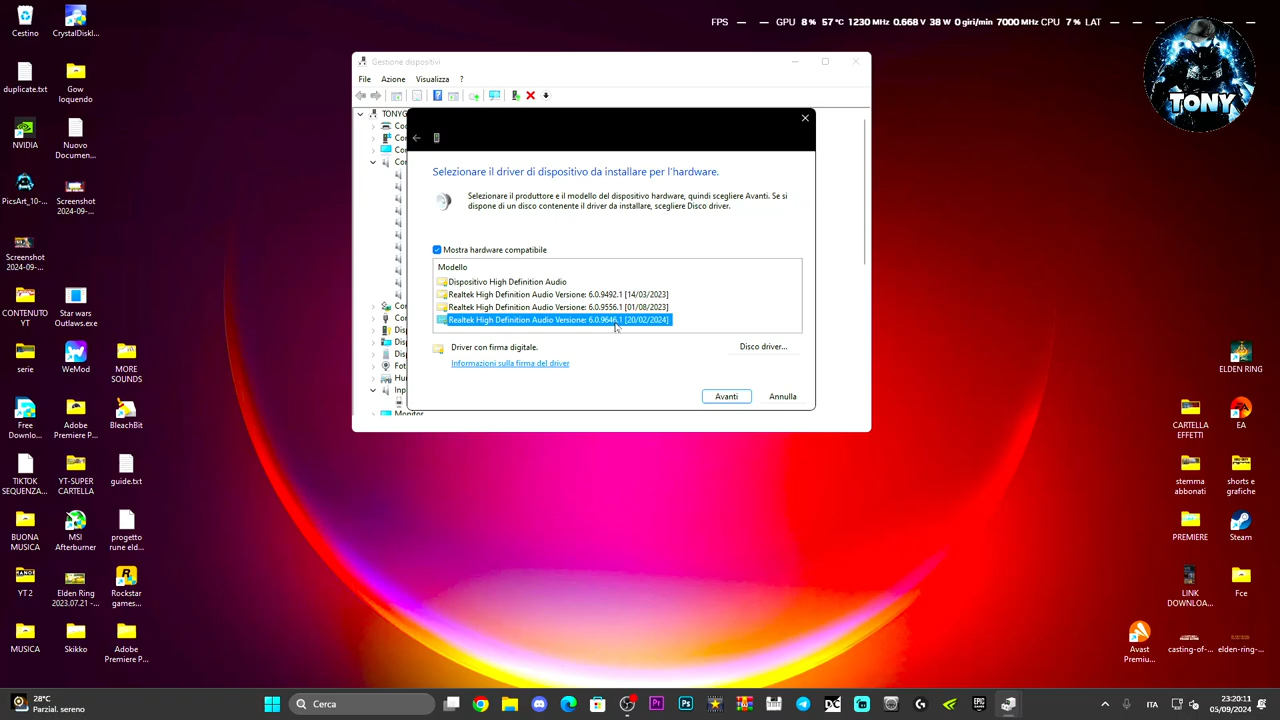 FPS — — GPU 8 % 57 °C 1230 MHz 0.668 V 38 W 0 giri/min 7000 MHz CPU 7 % LAT — — — — —
TONY
Cestino
CrystalDiskI...
duplicate.txt
Gow loquendo
NVIDIA
Nuovo
Documen...
PicsArt_10-...
Screenshot
2024-09-...
Screenshot
2024-09-...
CONTENUTO
YT
Star wars
Outlaws.exe
serie
WeMod
MORE
SOUNDS
Free
Downlo...
Adobe
Premiere P...
BleachBit
TIKTOK
SEQUENZA...
YT-SUPER
CARTELLA
guide.txt
BUONA
MUSICA
MSI
Afterburner
progetto
rune eld...
YT 2
Elden Ring
2023.07.21 -...
Rockstar
games...
MUSICA
Skikko
Adobe
Premiere P...
Gestione dispositivi
File Azione Visualizza ?
TONYG
Inp
Monitor
Selezionare il driver di dispositivo da installare per l'hardware.
Selezionare il produttore e il modello del dispositivo hardware, quindi scegliere Avanti. Se si
dispone di un disco contenente il driver da installare, scegliere Disco driver.
Mostra hardware compatibile
Modello
Dispositivo High Definition Audio
Realtek High Definition Audio Versione: 6.0.9492.1 [14/03/2023]
Realtek High Definition Audio Versione: 6.0.9556.1 [01/08/2023]
Realtek High Definition Audio Versione: 6.0.9646.1 [20/02/2024]
Driver con firma digitale.
Disco driver...
Informazioni sulla firma del driver
Avanti
Annulla
ELDEN RING
CARTELLA
EFFETTI
EA
stemma
abbonati
shorts e
grafiche
PREMIERE
Steam
LINK
DOWNLOA...
Fce
Avast
Premiu...
casting-of-...
elden-ring-...
28°C
Parzial. sereno
Cerca
ITA
23:20:11
05/09/2024